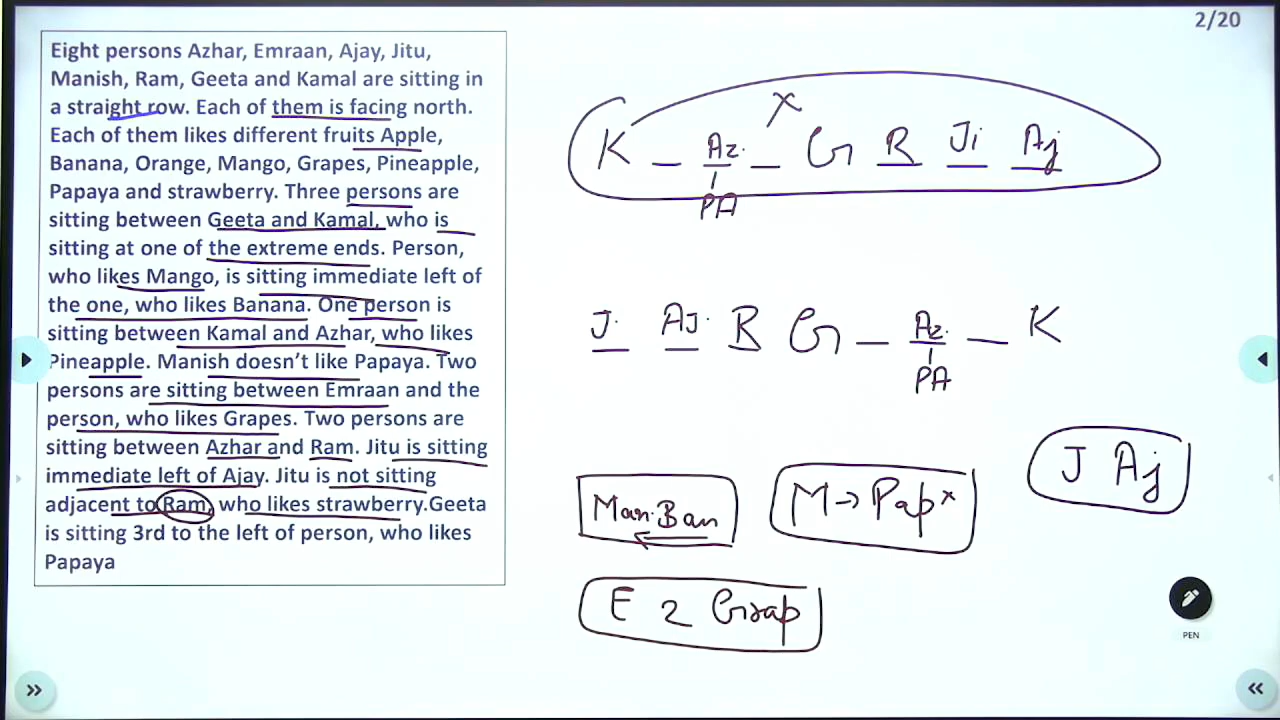 2/20
Eight persons Azhar, Emraan, Ajay, Jitu,
Manish, Ram, Geeta and Kamal are sitting in
a straight row. Each of them is facing north.
Each of them likes different fruits Apple,
Banana, Orange, Mango, Grapes, Pineapple,
Papaya and strawberry. Three persons are
sitting between Geeta and Kamal, who is
sitting at one of the extreme ends. Person,
who likes Mango, is sitting immediate left of
the one, who likes Banana. One person is
sitting between Kamal and Azhar, who likes
Pineapple. Manish doesn't like Papaya. Two
persons are sitting between Emraan and the
person, who likes Grapes. Two persons are
sitting between Azhar and Ram. Jitu is sitting
immediate left of Ajay. Jitu is not sitting
adjacent to Ram, who likes strawberry.Geeta
is sitting 3rd to the left of person, who likes
Papaya
x
K _ Az. _ G R Ji Aj
PA
J. AJ. R G _ Az. _ K
PA
J Aj
Man. Ban
M → Pap x
E 2 Grap
PEN